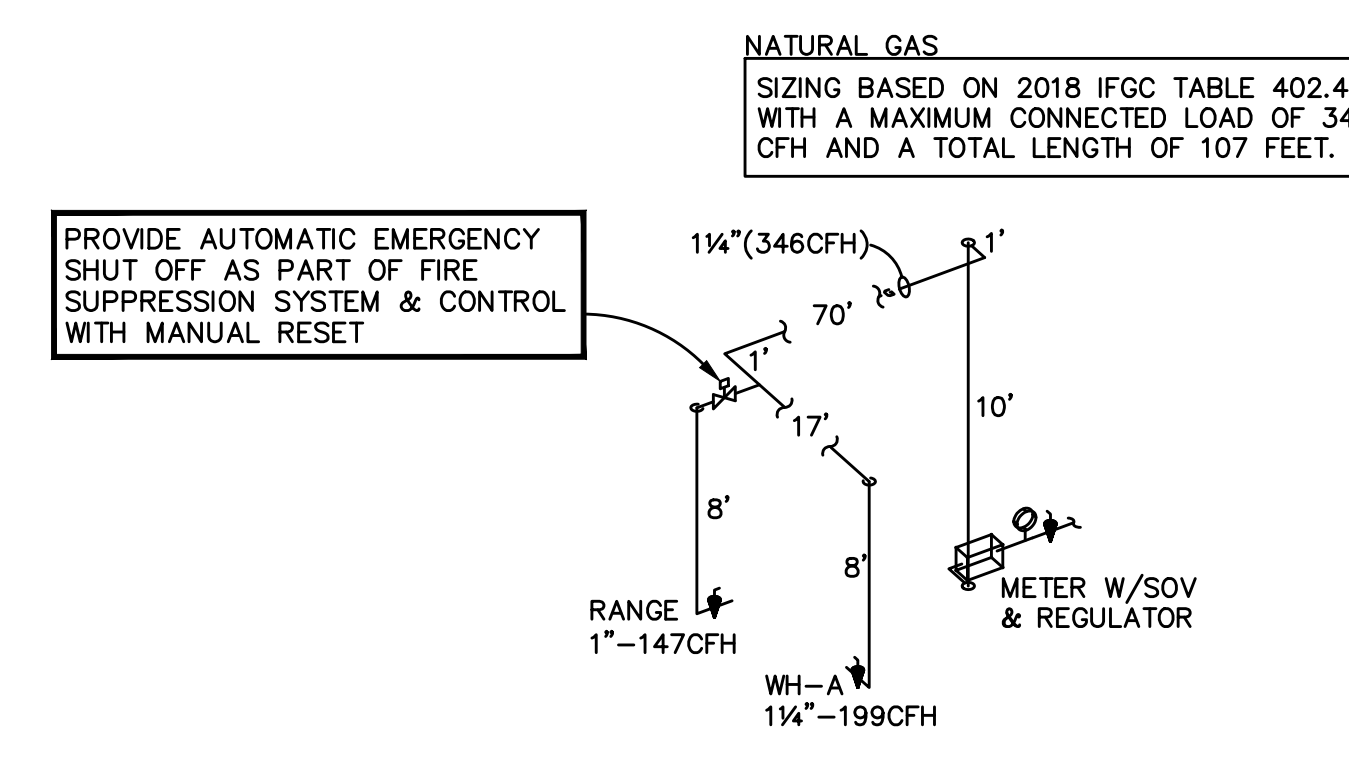 NATURAL GAS
SIZING BASED ON 2018 IFGC TABLE 402.4
WITH A MAXIMUM CONNECTED LOAD OF 34
CFH AND A TOTAL LENGTH OF 107 FEET.
PROVIDE AUTOMATIC EMERGENCY
SHUT OFF AS PART OF FIRE
SUPPRESSION SYSTEM & CONTROL
WITH MANUAL RESET
1¼"(346CFH)
1'
70'
1'
10'
17'
8'
8'
METER W/SOV
& REGULATOR
RANGE
1"-147CFH
WH-A
1¼"-199CFH